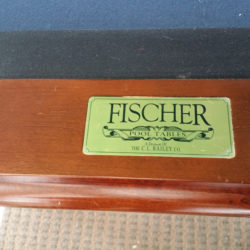 FISCHER
POOL TABLES
A Division Of
THE C. L. BAILEY CO.